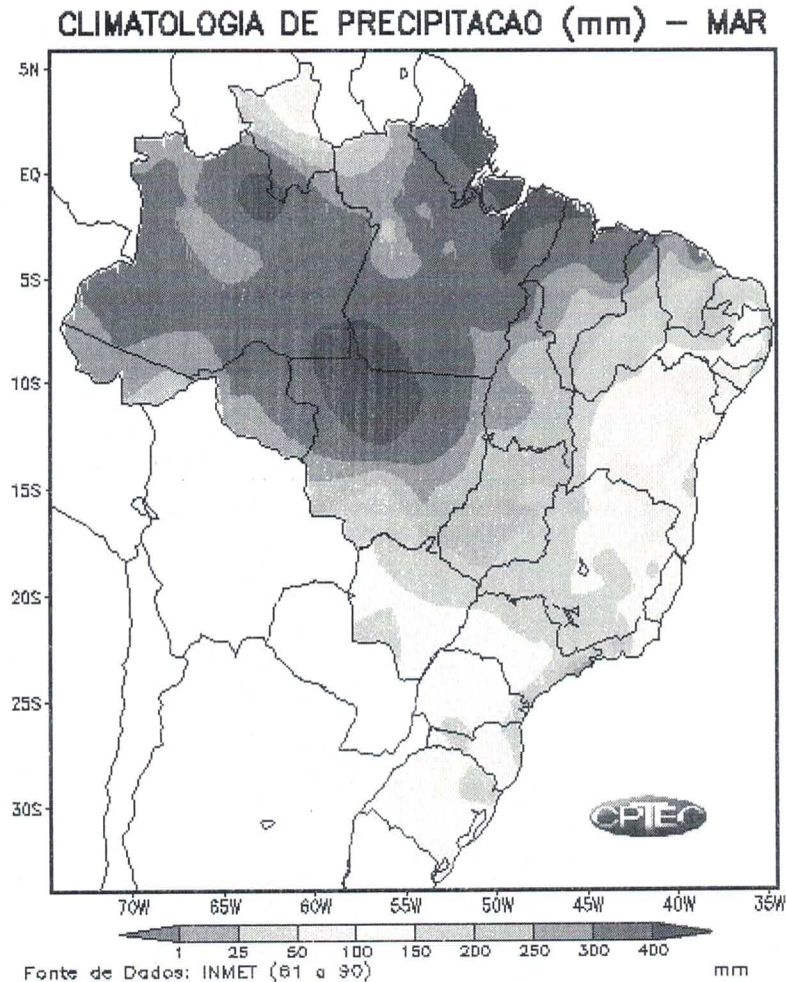 CLIMATOLOGIA DE PRECIPITACAO (mm) – MAR
5N
EQ
5S
10S
15S
20S
25S
30S
CPTEC
70W 65W 60W 55W 50W 45W 40W 35W
1 25 50 100 150 200 250 300 400
Fonte de Dados: INMET (61 a 90) mm